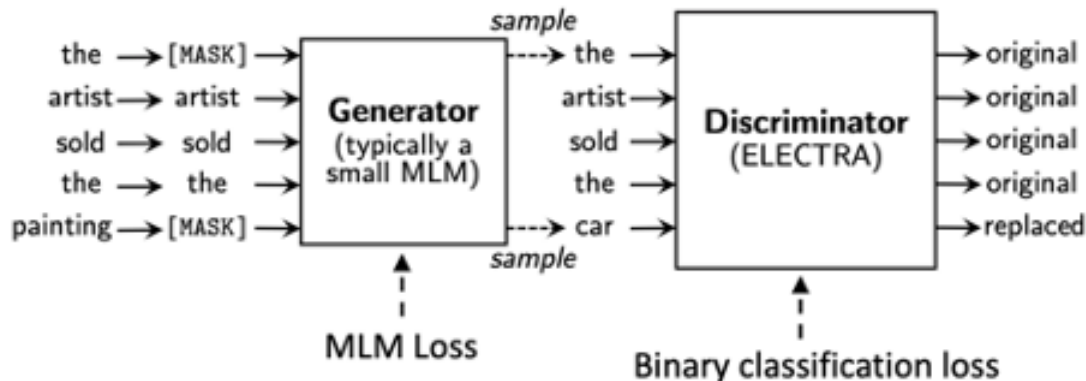 sample
the [MASK] the original
artist artist Generator artist Discriminator original
sold sold (typically a small MLM) sold (ELECTRA) original
the the the original
painting [MASK] car replaced
sample
MLM Loss
Binary classification loss